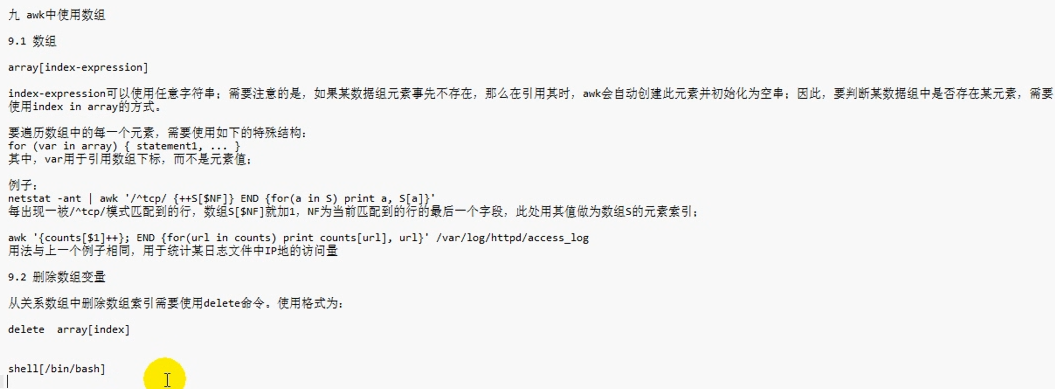 九 awk中使用数组
9.1 数组
array[index-expression]
index-expression可以使用任意字符串；需要注意的是，如果某数据组元素事先不存在，那么在引用其时，awk会自动创建此元素并初始化为空串；因此，要判断某数据组中是否存在某元素，需要
使用index in array的方式。
要遍历数组中的每一个元素，需要使用如下的特殊结构：
for (var in array) { statement1, ... }
其中，var用于引用数组下标，而不是元素值；
例子：
netstat -ant | awk '/^tcp/ {++S[$NF]} END {for(a in S) print a, S[a]}'
每出现一被/^tcp/模式匹配到的行，数组S[$NF]就加1，NF为当前匹配到的行的最后一个字段，此处用其值做为数组S的元素索引；
awk '{counts[$1]++}; END {for(url in counts) print counts[url], url}' /var/log/httpd/access_log
用法与上一个例子相同，用于统计某日志文件中IP地的访问量
9.2 删除数组变量
从关系数组中删除数组索引需要使用delete命令。使用格式为：
delete  array[index]
shell[/bin/bash]